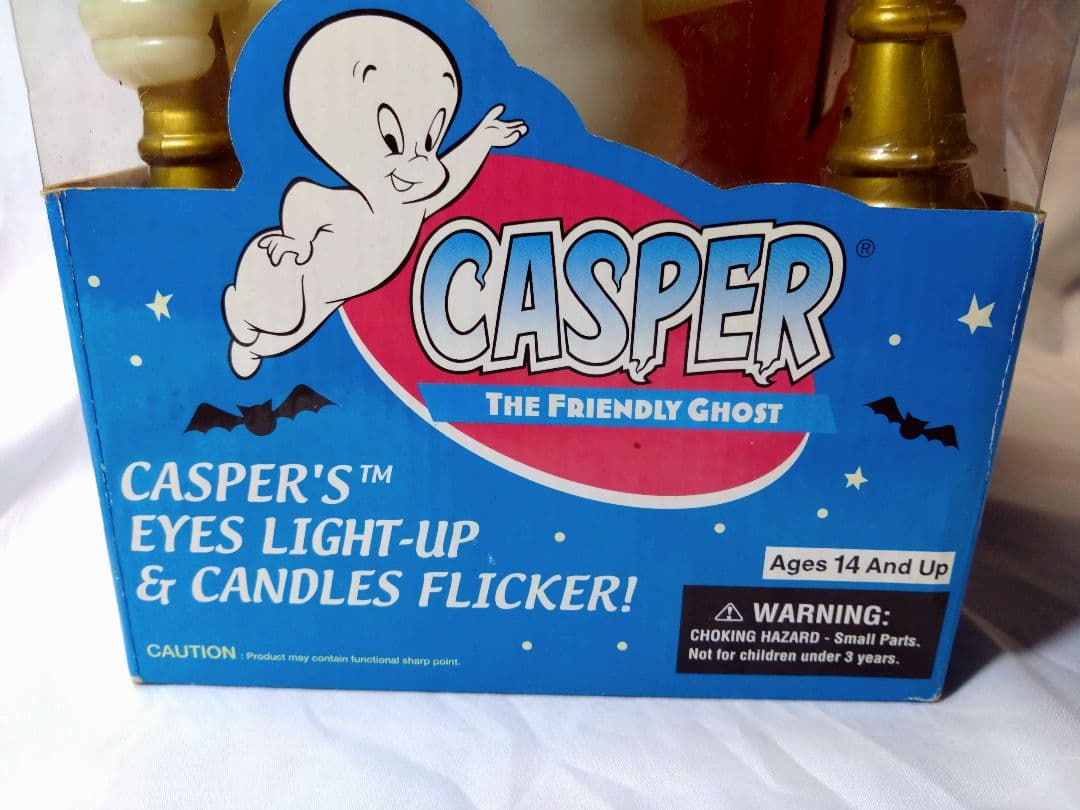 CASPER®
THE FRIENDLY GHOST
CASPER'S™
EYES LIGHT-UP
& CANDLES FLICKER!
CAUTION : Product may contain functional sharp point.
Ages 14 And Up
⚠ WARNING:
CHOKING HAZARD - Small Parts.
Not for children under 3 years.